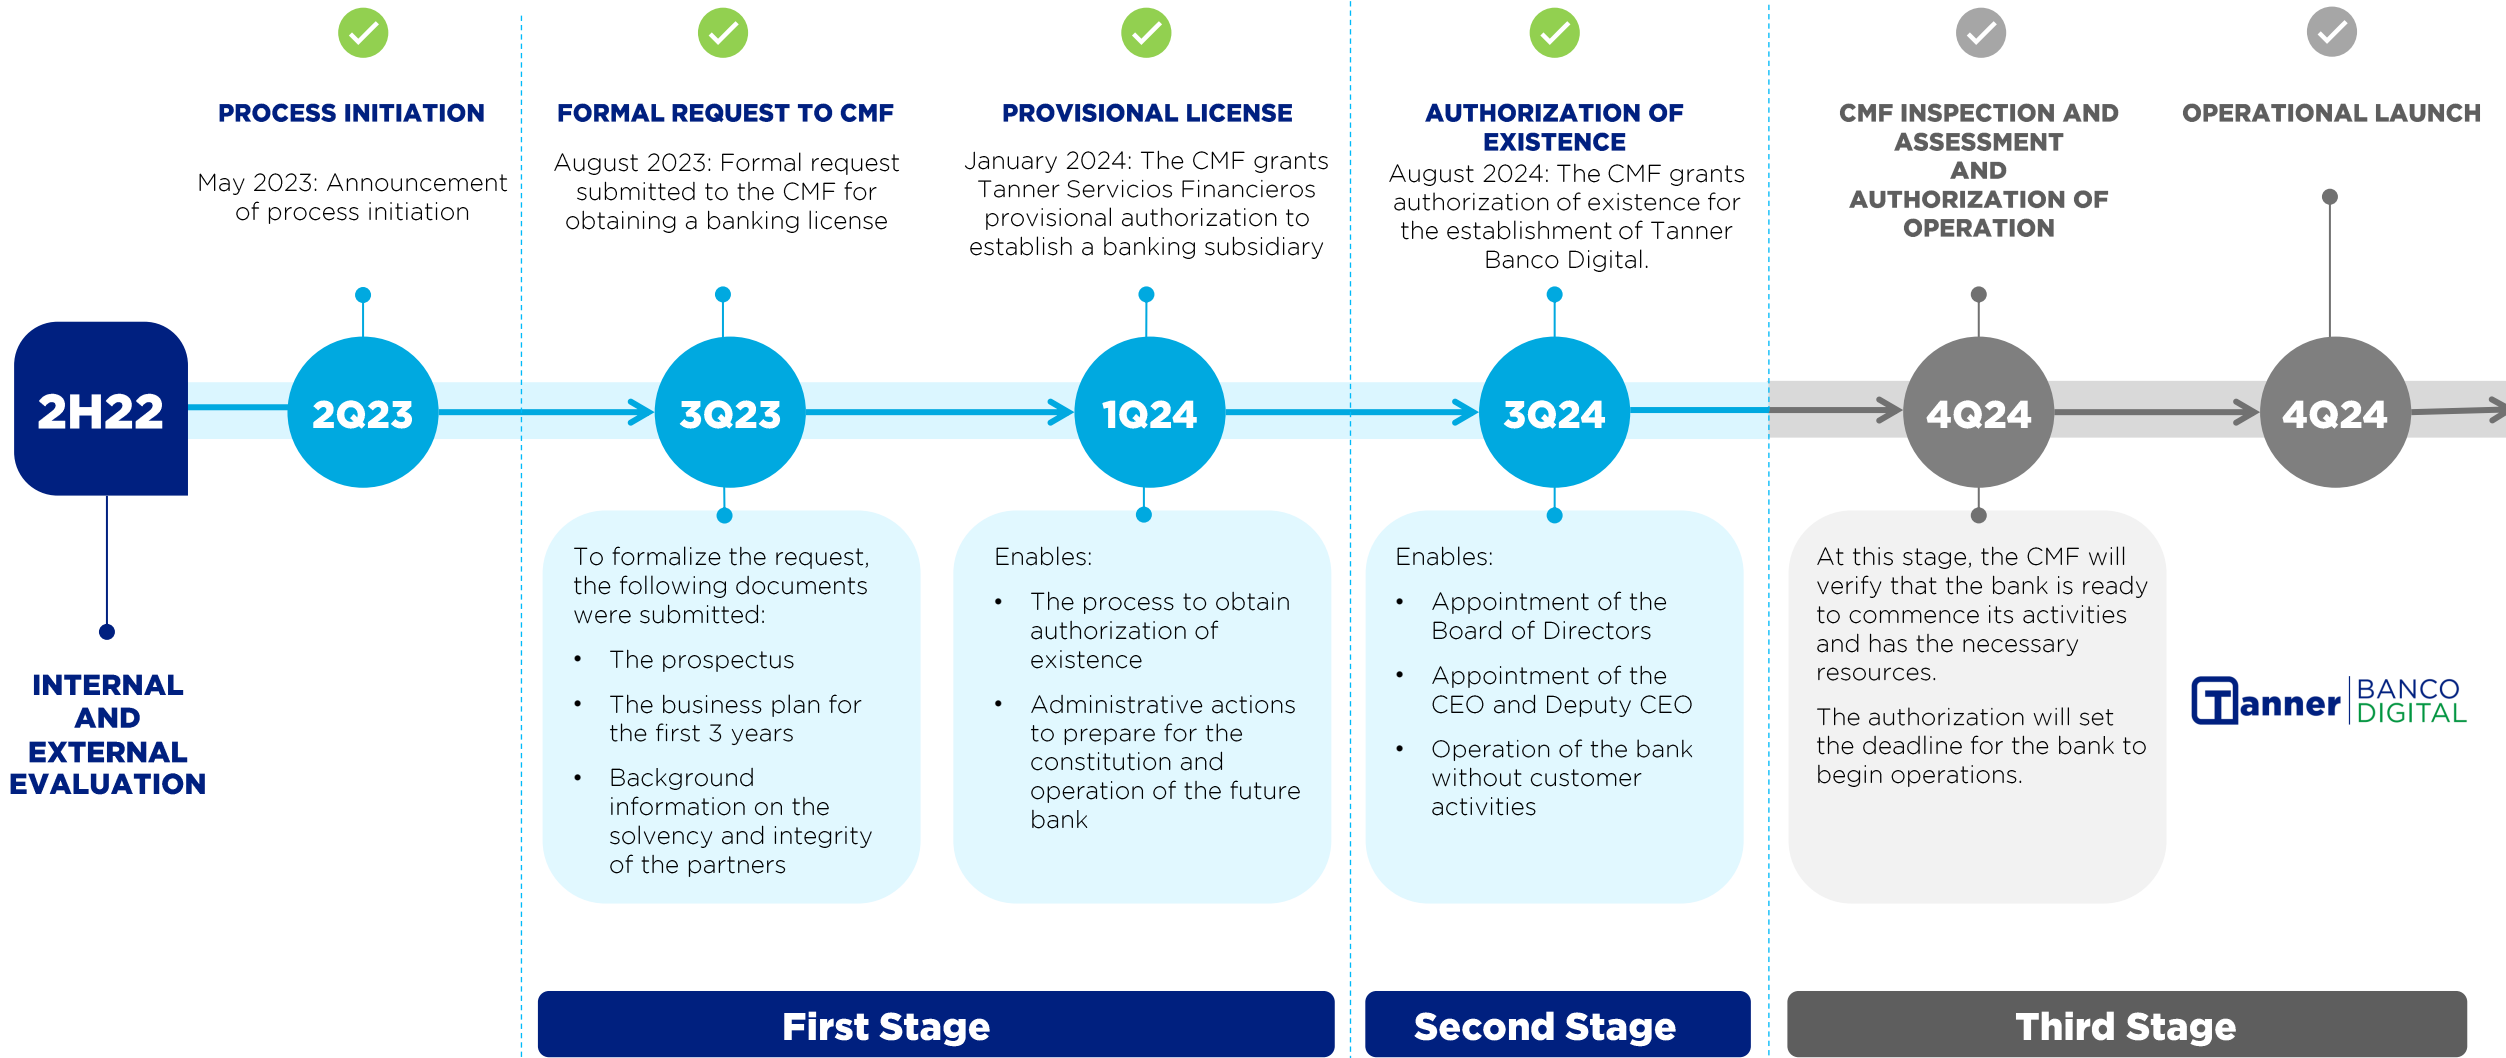 PROCESS INITIATION
May 2023: Announcement
of process initiation
FORMAL REQUEST TO CMF
August 2023: Formal request
submitted to the CMF for
obtaining a banking license
PROVISIONAL LICENSE
January 2024: The CMF grants
Tanner Servicios Financieros
provisional authorization to
establish a banking subsidiary
AUTHORIZATION OF
EXISTENCE
August 2024: The CMF grants
authorization of existence for
the establishment of Tanner
Banco Digital.
CMF INSPECTION AND
ASSESSMENT
AND
AUTHORIZATION OF
OPERATION
OPERATIONAL LAUNCH
2H22
2Q23
3Q23
1Q24
3Q24
4Q24
4Q24
INTERNAL
AND
EXTERNAL
EVALUATION
To formalize the request,
the following documents
were submitted:
• The prospectus
• The business plan for
the first 3 years
• Background
information on the
solvency and integrity
of the partners
Enables:
• The process to obtain
authorization of
existence
• Administrative actions
to prepare for the
constitution and
operation of the future
bank
Enables:
• Appointment of the
Board of Directors
• Appointment of the
CEO and Deputy CEO
• Operation of the bank
without customer
activities
At this stage, the CMF will
verify that the bank is ready
to commence its activities
and has the necessary
resources.
The authorization will set
the deadline for the bank to
begin operations.
Tanner
BANCO
DIGITAL
First Stage
Second Stage
Third Stage